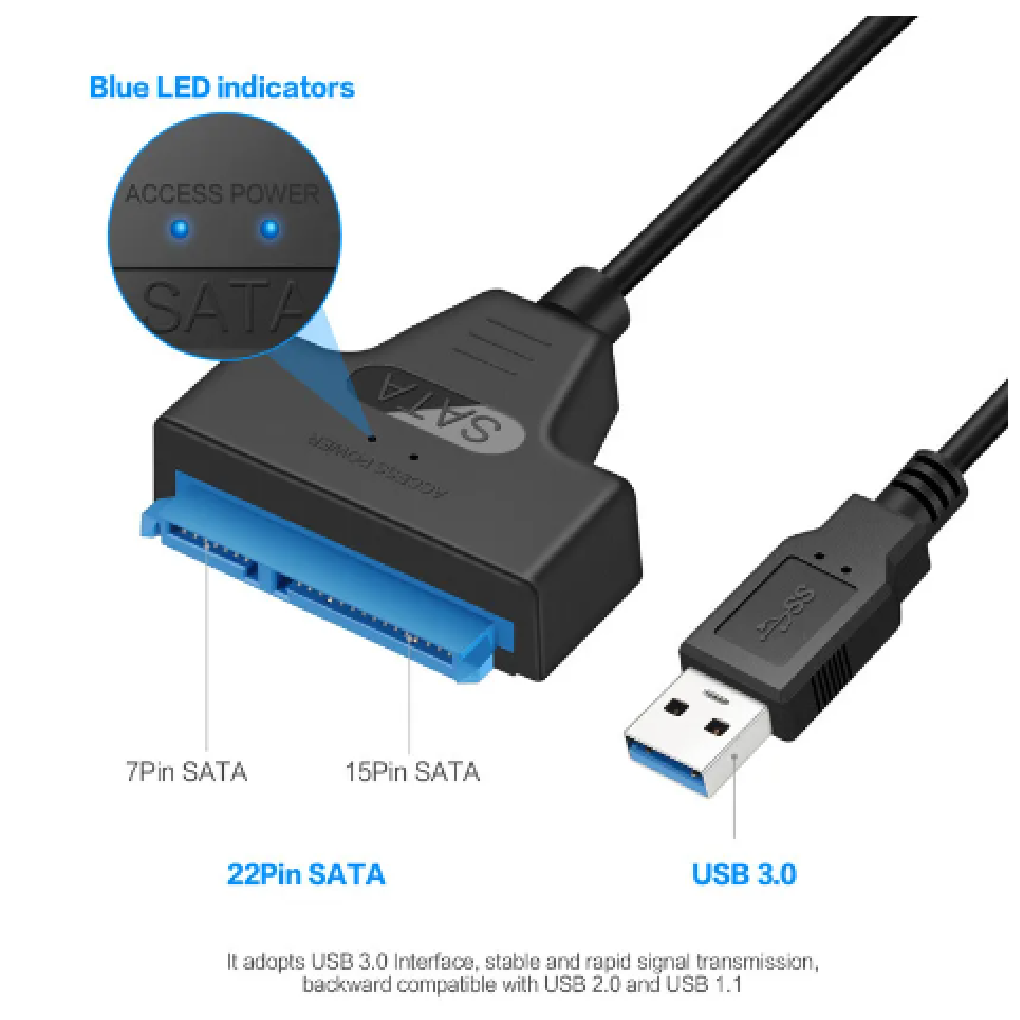 Blue LED indicators
ACCESS POWER
SATA
SATA
ACCESS POWER
SS
7Pin SATA
15Pin SATA
22Pin SATA
USB 3.0
It adopts USB 3.0 Interface, stable and rapid signal transmission,
backward compatible with USB 2.0 and USB 1.1